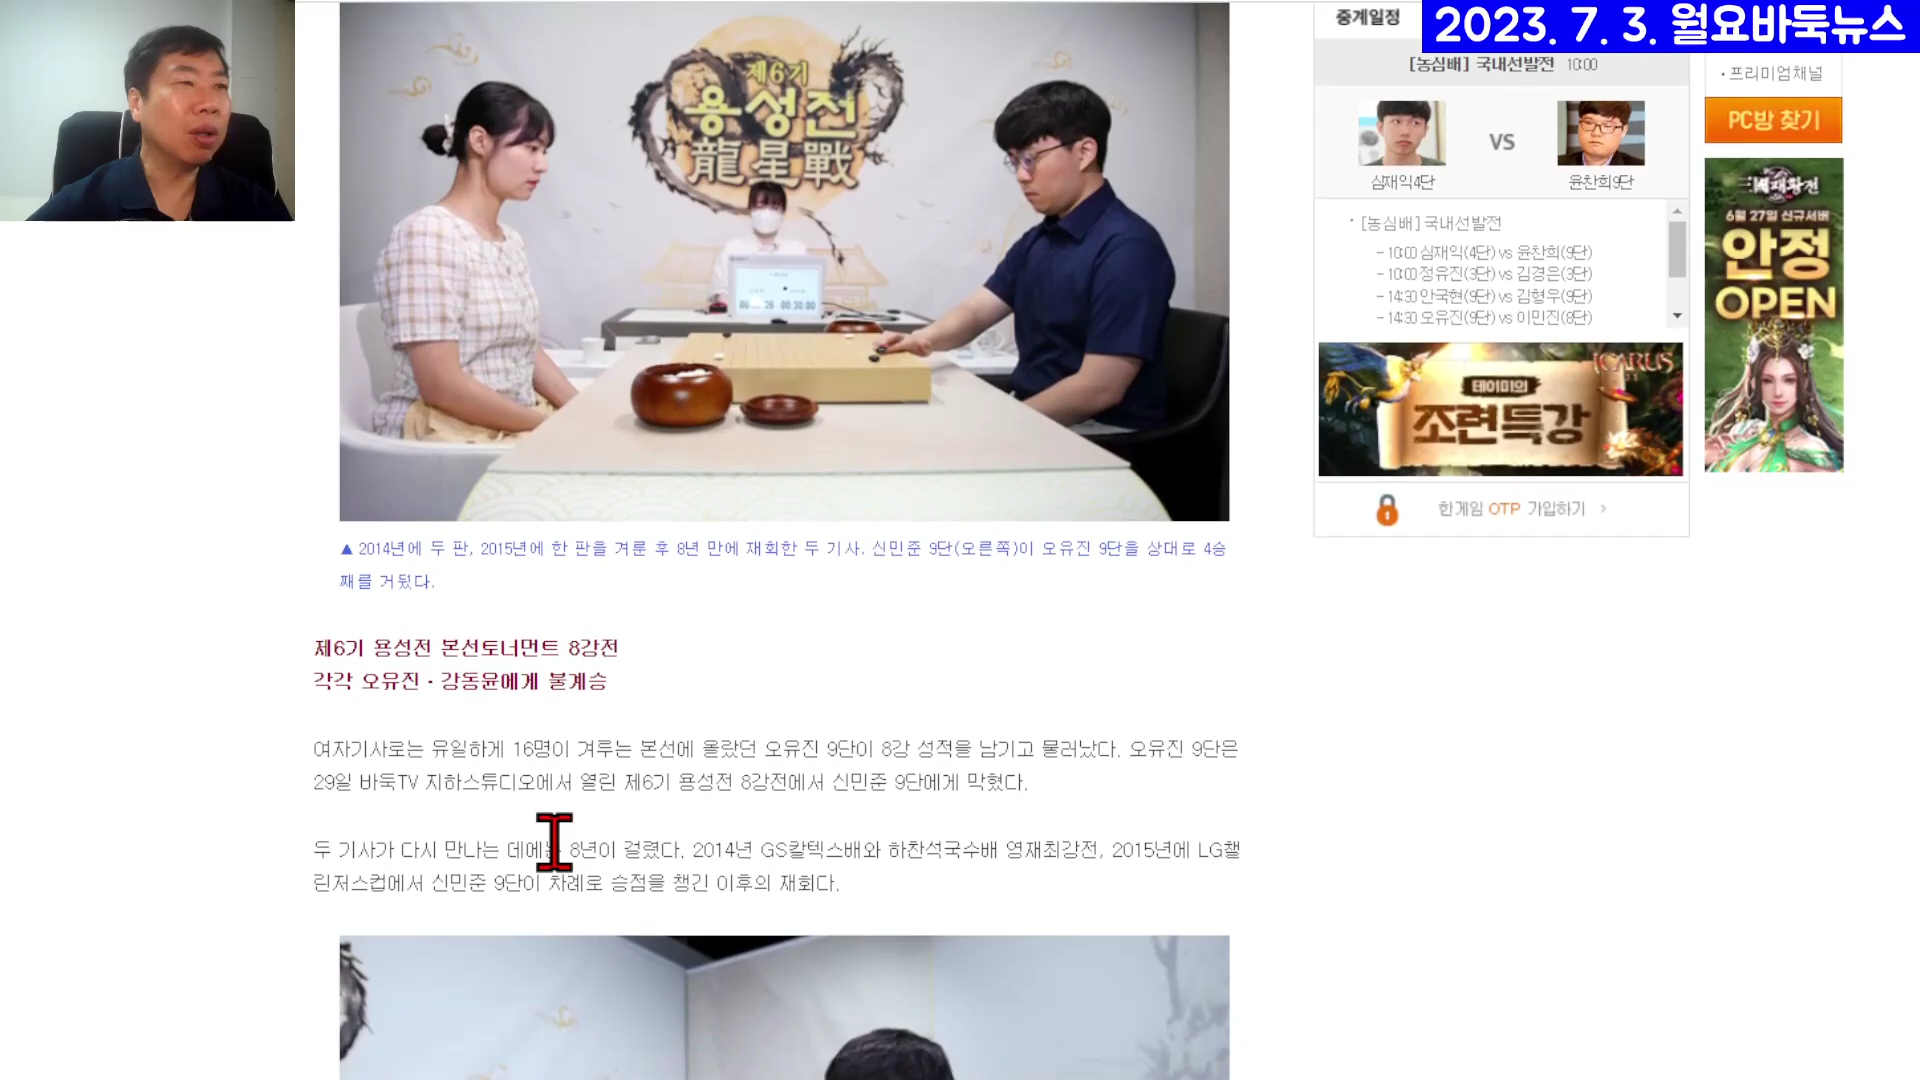 2023. 7. 3. 월요바둑뉴스
제6기
용성전
龍星戰
00:30:00
▲ 2014년에 두 판, 2015년에 한 판을 겨룬 후 8년 만에 재회한 두 기사. 신민준 9단(오른쪽)이 오유진 9단을 상대로 4승
째를 거뒀다.
제6기 용성전 본선토너먼트 8강전
각각 오유진 · 강동윤에게 불계승
여자기사로는 유일하게 16명이 겨루는 본선에 올랐던 오유진 9단이 8강 성적을 남기고 물러났다. 오유진 9단은
29일 바둑TV 지하스튜디오에서 열린 제6기 용성전 8강전에서 신민준 9단에게 막혔다.
두 기사가 다시 만나는 데에는 8년이 걸렸다. 2014년 GS칼텍스배와 하찬석국수배 영재최강전, 2015년에 LG챌
린저스컵에서 신민준 9단이 차례로 승점을 챙긴 이후의 재회다.
중계일정
[농심배] 국내선발전 10:00
VS
심재익4단
윤찬희9단
· [농심배] 국내선발전
- 10:00 심재익(4단) vs 윤찬희(9단)
- 10:00 정유진(3단) vs 김경은(3단)
- 14:30 안국현(9단) vs 김형우(9단)
- 14:30 오유진(9단) vs 이민진(8단)
ICARUS
테이머의
조련특강
한게임 OTP 가입하기 >
· 프리미엄채널
PC방 찾기
6월 27일 신규서버
안정
OPEN